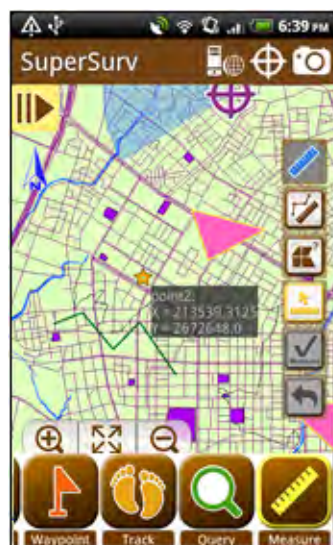 6:39 PM
SuperSurv
N
point2.
X = 213539.3125
Y = 2672648.0
Waypoint
Track
Query
Measure